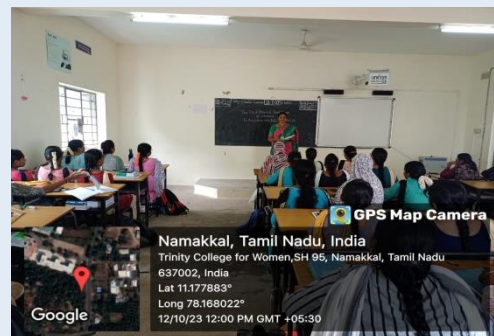 GPS Map Camera
Namakkal, Tamil Nadu, India
Trinity College for Women,SH 95, Namakkal, Tamil Nadu
637002, India
Lat 11.177883°
Long 78.168022°
12/10/23 12:00 PM GMT +05:30
Google